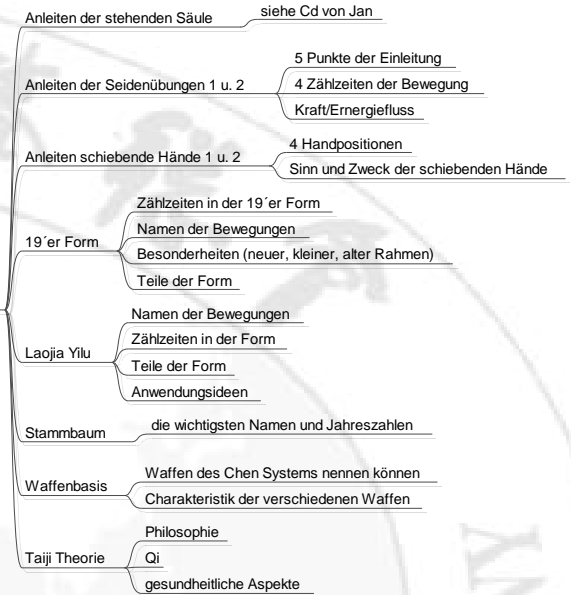 Anleiten der stehenden Säule
siehe Cd von Jan
Anleiten der Seidenübungen 1 u. 2
5 Punkte der Einleitung
4 Zählzeiten der Bewegung
Kraft/Ernergiefluss
Anleiten schiebende Hände 1 u. 2
4 Handpositionen
Sinn und Zweck der schiebenden Hände
19´er Form
Zählzeiten in der 19´er Form
Namen der Bewegungen
Besonderheiten (neuer, kleiner, alter Rahmen)
Teile der Form
Laojia Yilu
Namen der Bewegungen
Zählzeiten in der Form
Teile der Form
Anwendungsideen
Stammbaum
die wichtigsten Namen und Jahreszahlen
Waffenbasis
Waffen des Chen Systems nennen können
Charakteristik der verschiedenen Waffen
Taiji Theorie
Philosophie
Qi
gesundheitliche Aspekte